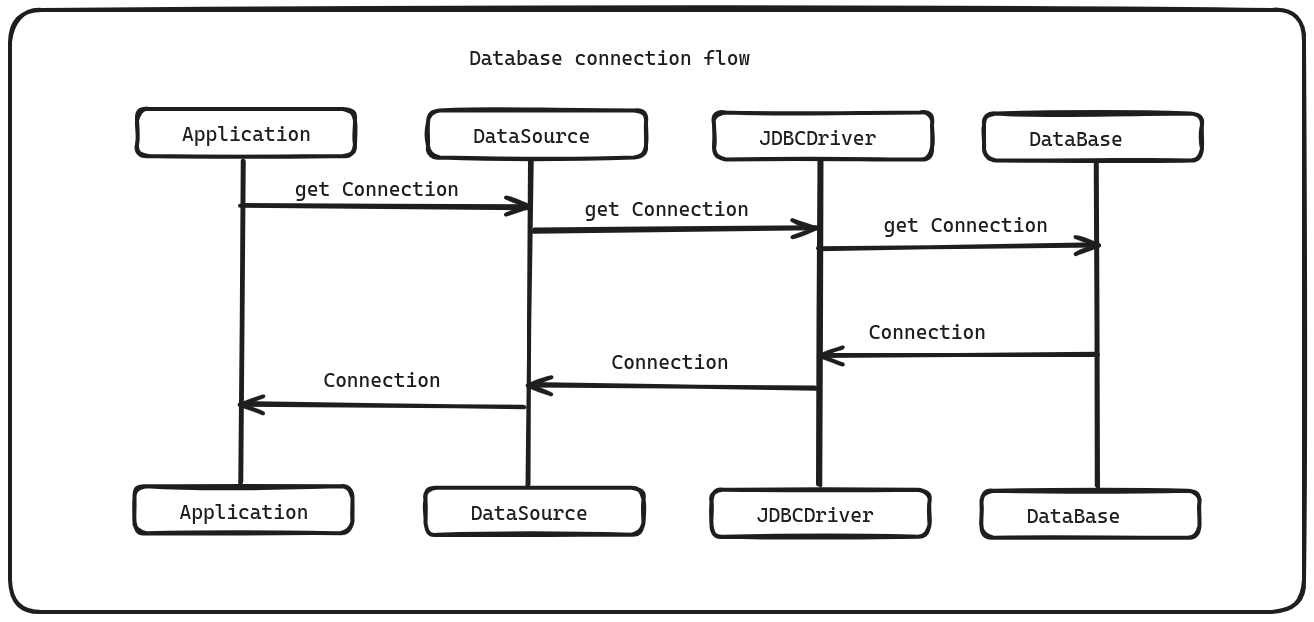 Database connection flow
Application
DataSource
JDBCDriver
DataBase
get Connection
get Connection
get Connection
Connection
Connection
Connection
Application
DataSource
JDBCDriver
DataBase